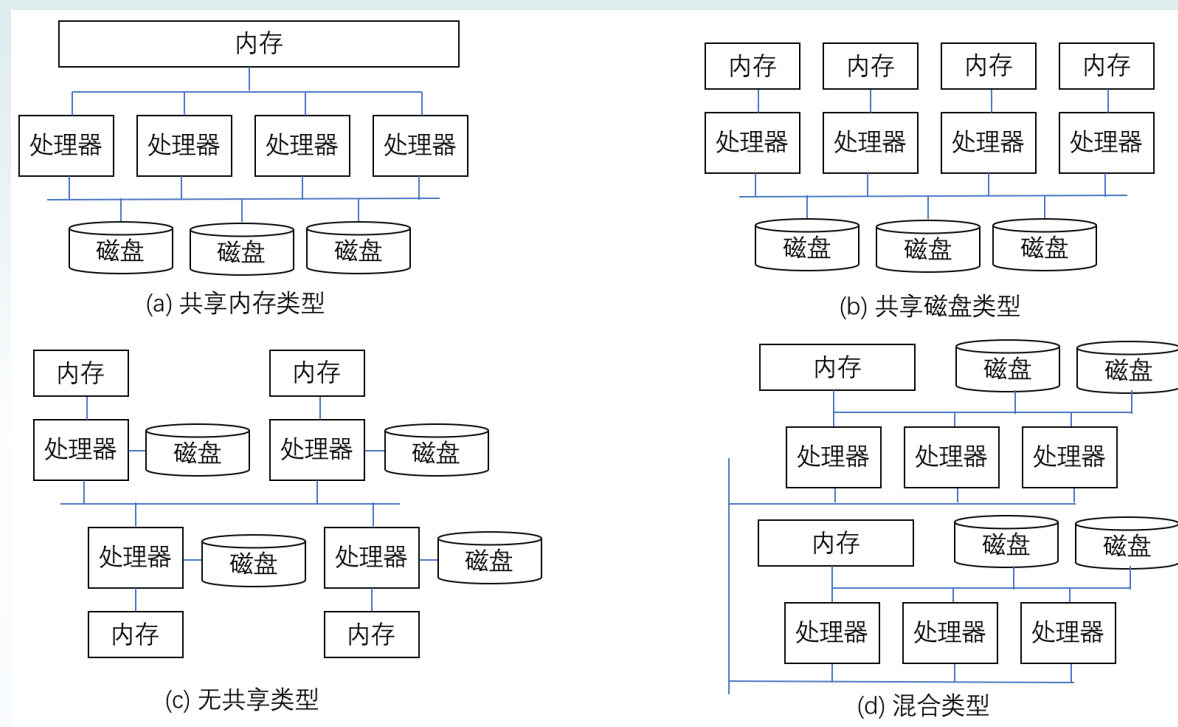 内存
处理器 处理器 处理器 处理器
磁盘 磁盘 磁盘
(a) 共享内存类型
内存 内存 内存 内存
处理器 处理器 处理器 处理器
磁盘 磁盘 磁盘
(b) 共享磁盘类型
内存 内存
处理器 磁盘 处理器 磁盘
处理器 磁盘 处理器 磁盘
内存 内存
(c) 无共享类型
内存 磁盘 磁盘
处理器 处理器 处理器
内存 磁盘 磁盘
处理器 处理器 处理器
(d) 混合类型